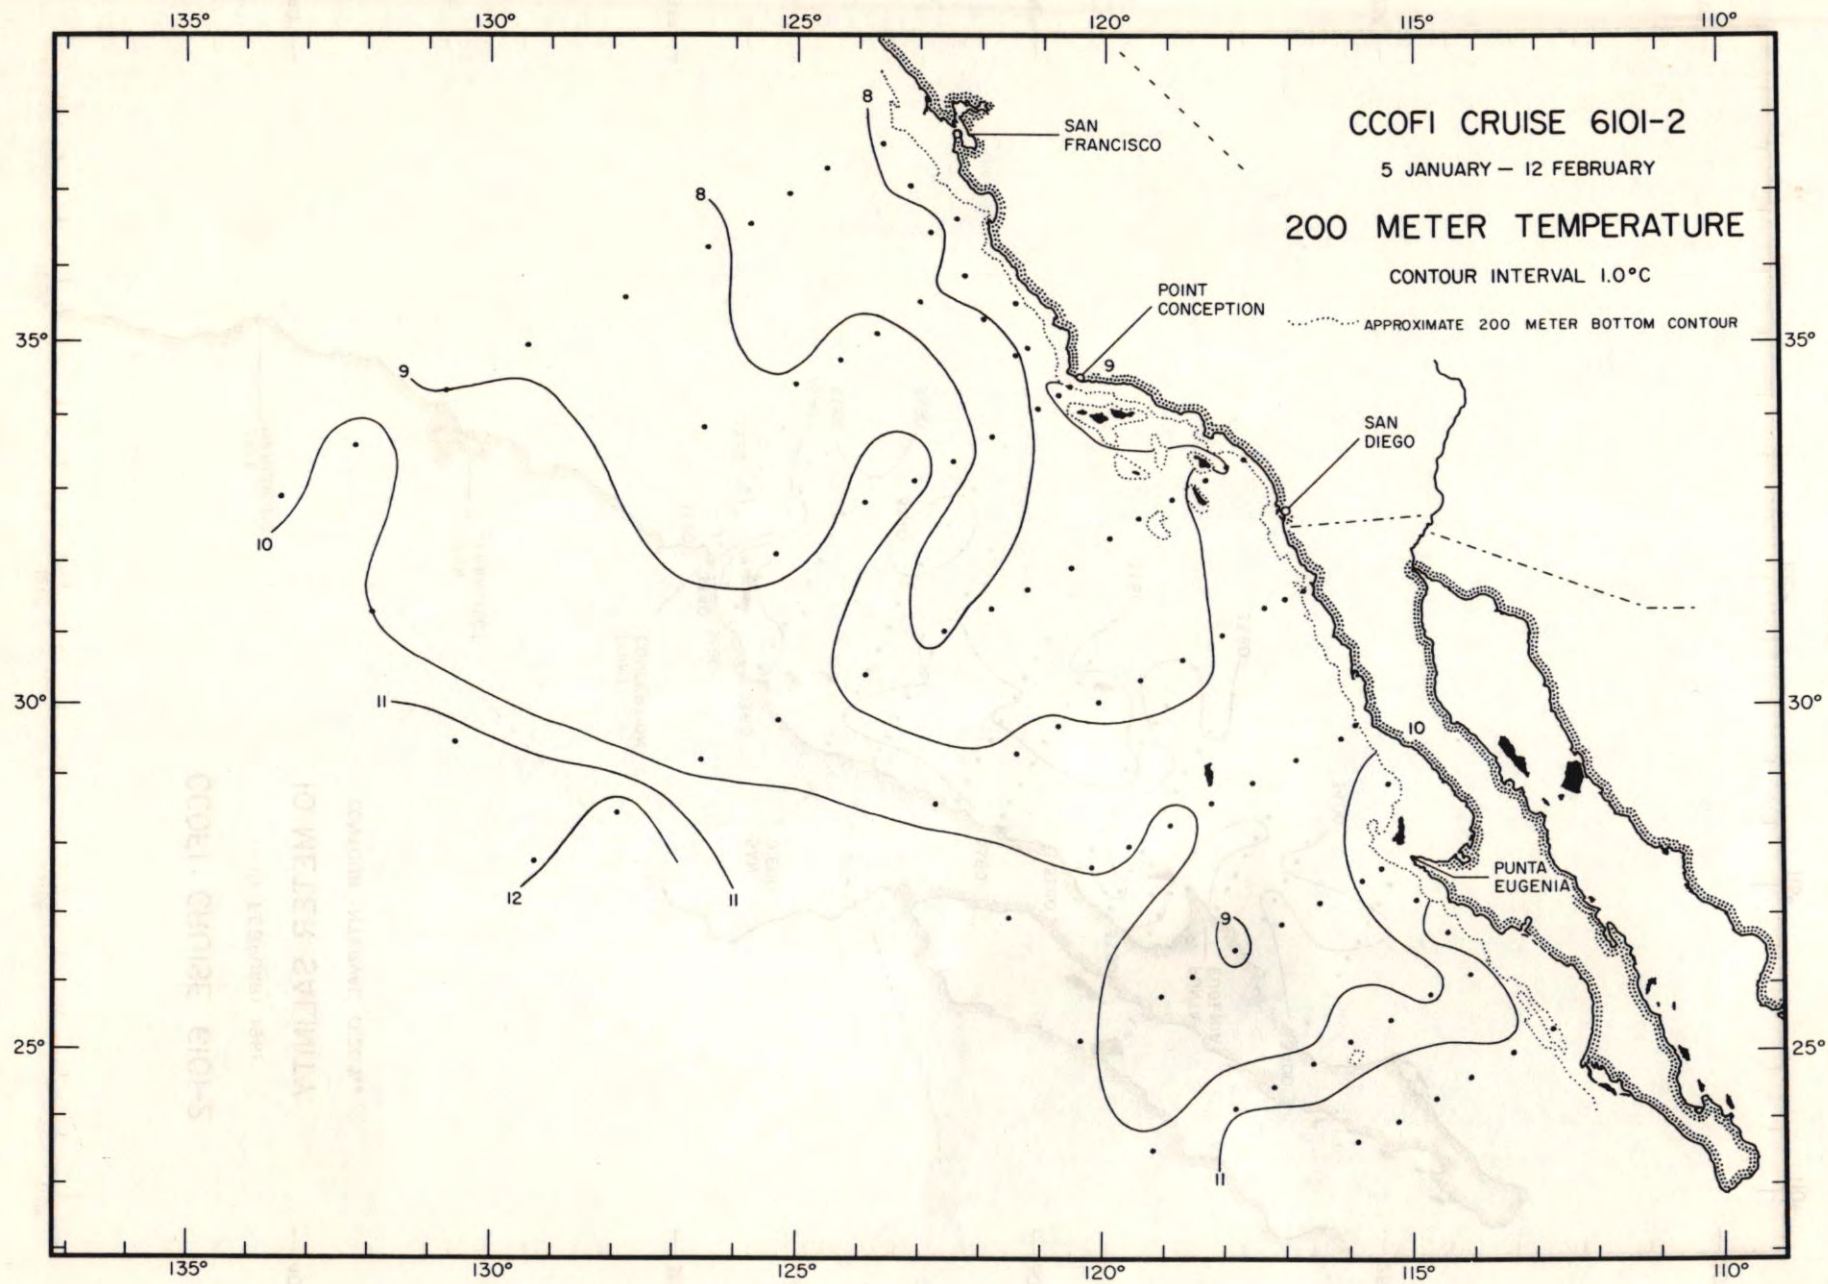 135° 130° 125° 120° 115° 110°
CCOFI CRUISE 6101-2
5 JANUARY — 12 FEBRUARY
200 METER TEMPERATURE
CONTOUR INTERVAL 1.0°C
APPROXIMATE 200 METER BOTTOM CONTOUR
8
SAN
FRANCISCO
8
POINT
CONCEPTION
35° 35°
9
9
SAN
DIEGO
10
30° 30°
11
10
PUNTA
EUGENIA
12
11
9
25° 25°
11
135° 130° 125° 120° 115° 110°